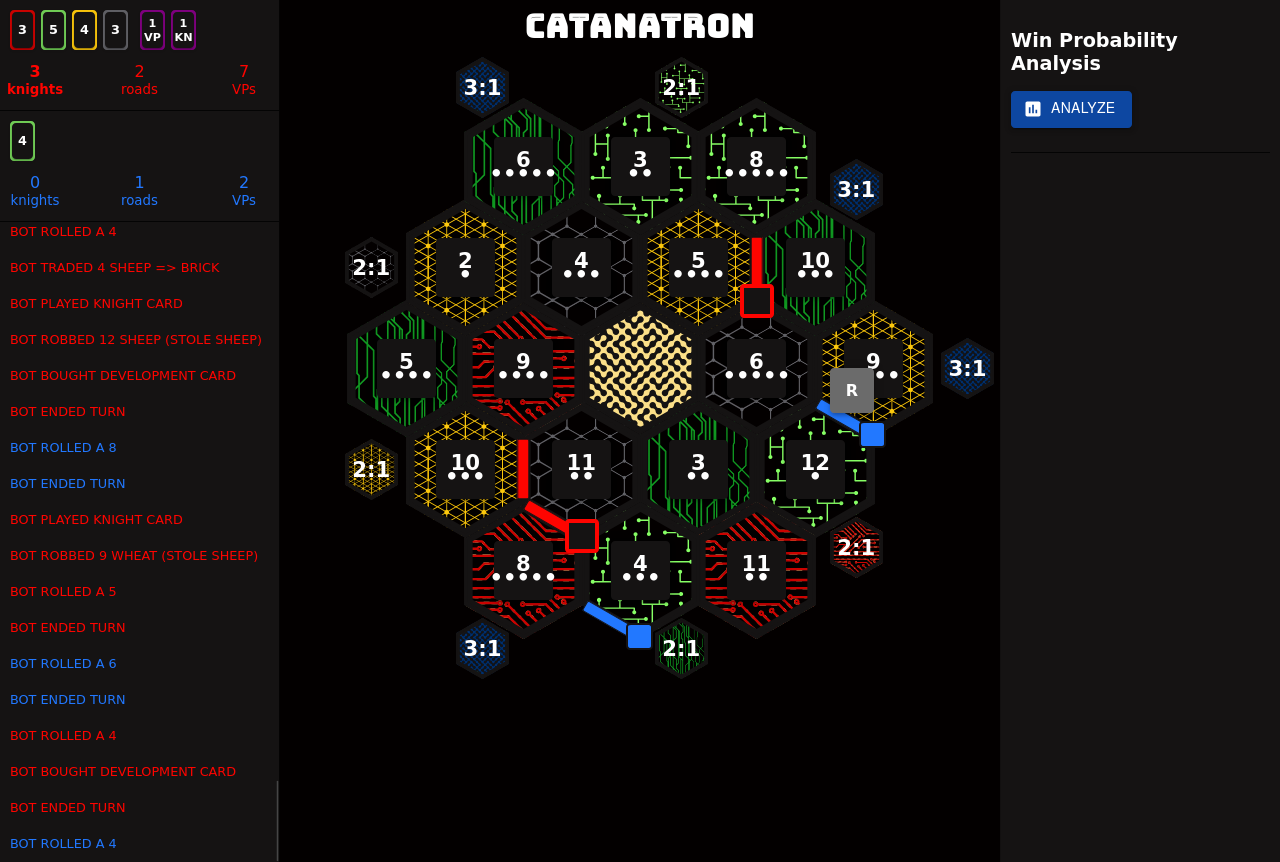 3 5 4 3 1 VP 1 KN
3 2 7
knights roads VPs
4
0 1 2
knights roads VPs
BOT ROLLED A 4
BOT TRADED 4 SHEEP => BRICK
BOT PLAYED KNIGHT CARD
BOT ROBBED 12 SHEEP (STOLE SHEEP)
BOT BOUGHT DEVELOPMENT CARD
BOT ENDED TURN
BOT ROLLED A 8
BOT ENDED TURN
BOT PLAYED KNIGHT CARD
BOT ROBBED 9 WHEAT (STOLE SHEEP)
BOT ROLLED A 5
BOT ENDED TURN
BOT ROLLED A 6
BOT ENDED TURN
BOT ROLLED A 4
BOT BOUGHT DEVELOPMENT CARD
BOT ENDED TURN
BOT ROLLED A 4
CATANATRON
3:1 2:1
6 3 8
3:1
2:1 2 4 5 10
5 9 6 9 3:1
R
2:1 10 11 3 12
2:1
8 4 11
3:1 2:1
Win Probability
Analysis
ANALYZE